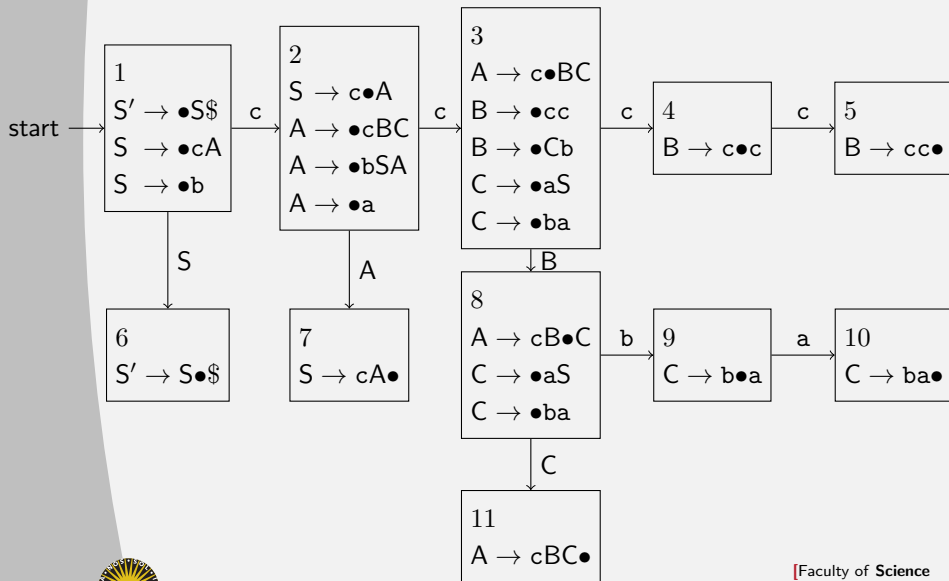 start
1
S′ → •S$
S → •cA
S → •b
c
2
S → c•A
A → •cBC
A → •bSA
A → •a
c
3
A → c•BC
B → •cc
B → •Cb
C → •aS
C → •ba
c
4
B → c•c
c
5
B → cc•
S
A
B
6
S′ → S•$
7
S → cA•
8
A → cB•C
C → •aS
C → •ba
b
9
C → b•a
a
10
C → ba•
C
11
A → cBC•
[Faculty of Science